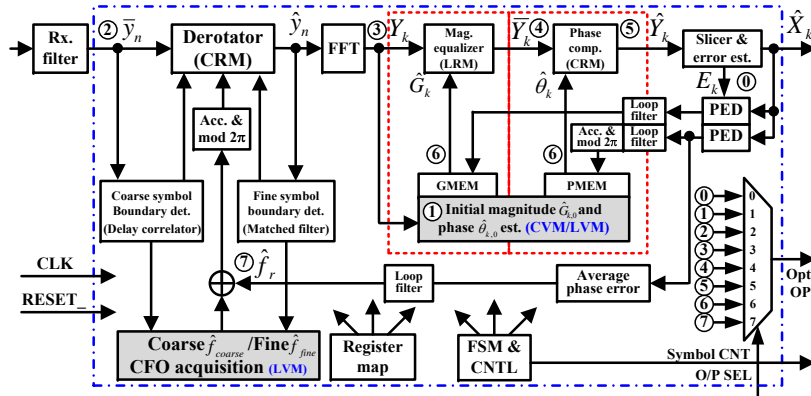 Rx.
filter
② ȳₙ
Derotator
(CRM)
ŷₙ
FFT
③ Yₖ
Mag.
equalizer
(LRM)
Ȳₖ ④
Phase
comp.
(CRM)
⑤ Ŷₖ
Slicer &
error est.
X̂ₖ
Ĝₖ
θ̂ₖ
Eₖ ⓪
PED
PED
Loop
filter
Loop
filter
Acc. &
mod 2π
Acc. &
mod 2π
⑥
⑥
GMEM
PMEM
① Initial magnitude Ĝₖ,₀ and
phase θ̂ₖ,₀ est. (CVM/LVM)
Coarse symbol
Boundary det.
(Delay correlator)
Fine symbol
boundary det.
(Matched filter)
⓪ 0
① 1
② 2
③ 3
④ 4
⑤ 5
⑥ 6
⑦ 7
Opt
OP
CLK
RESET_
⑦ f̂ᵣ
Loop
filter
Average
phase error
Coarse f̂coarse /Fine f̂fine
CFO acquisition (LVM)
Register
map
FSM &
CNTL
Symbol CNT
O/P SEL